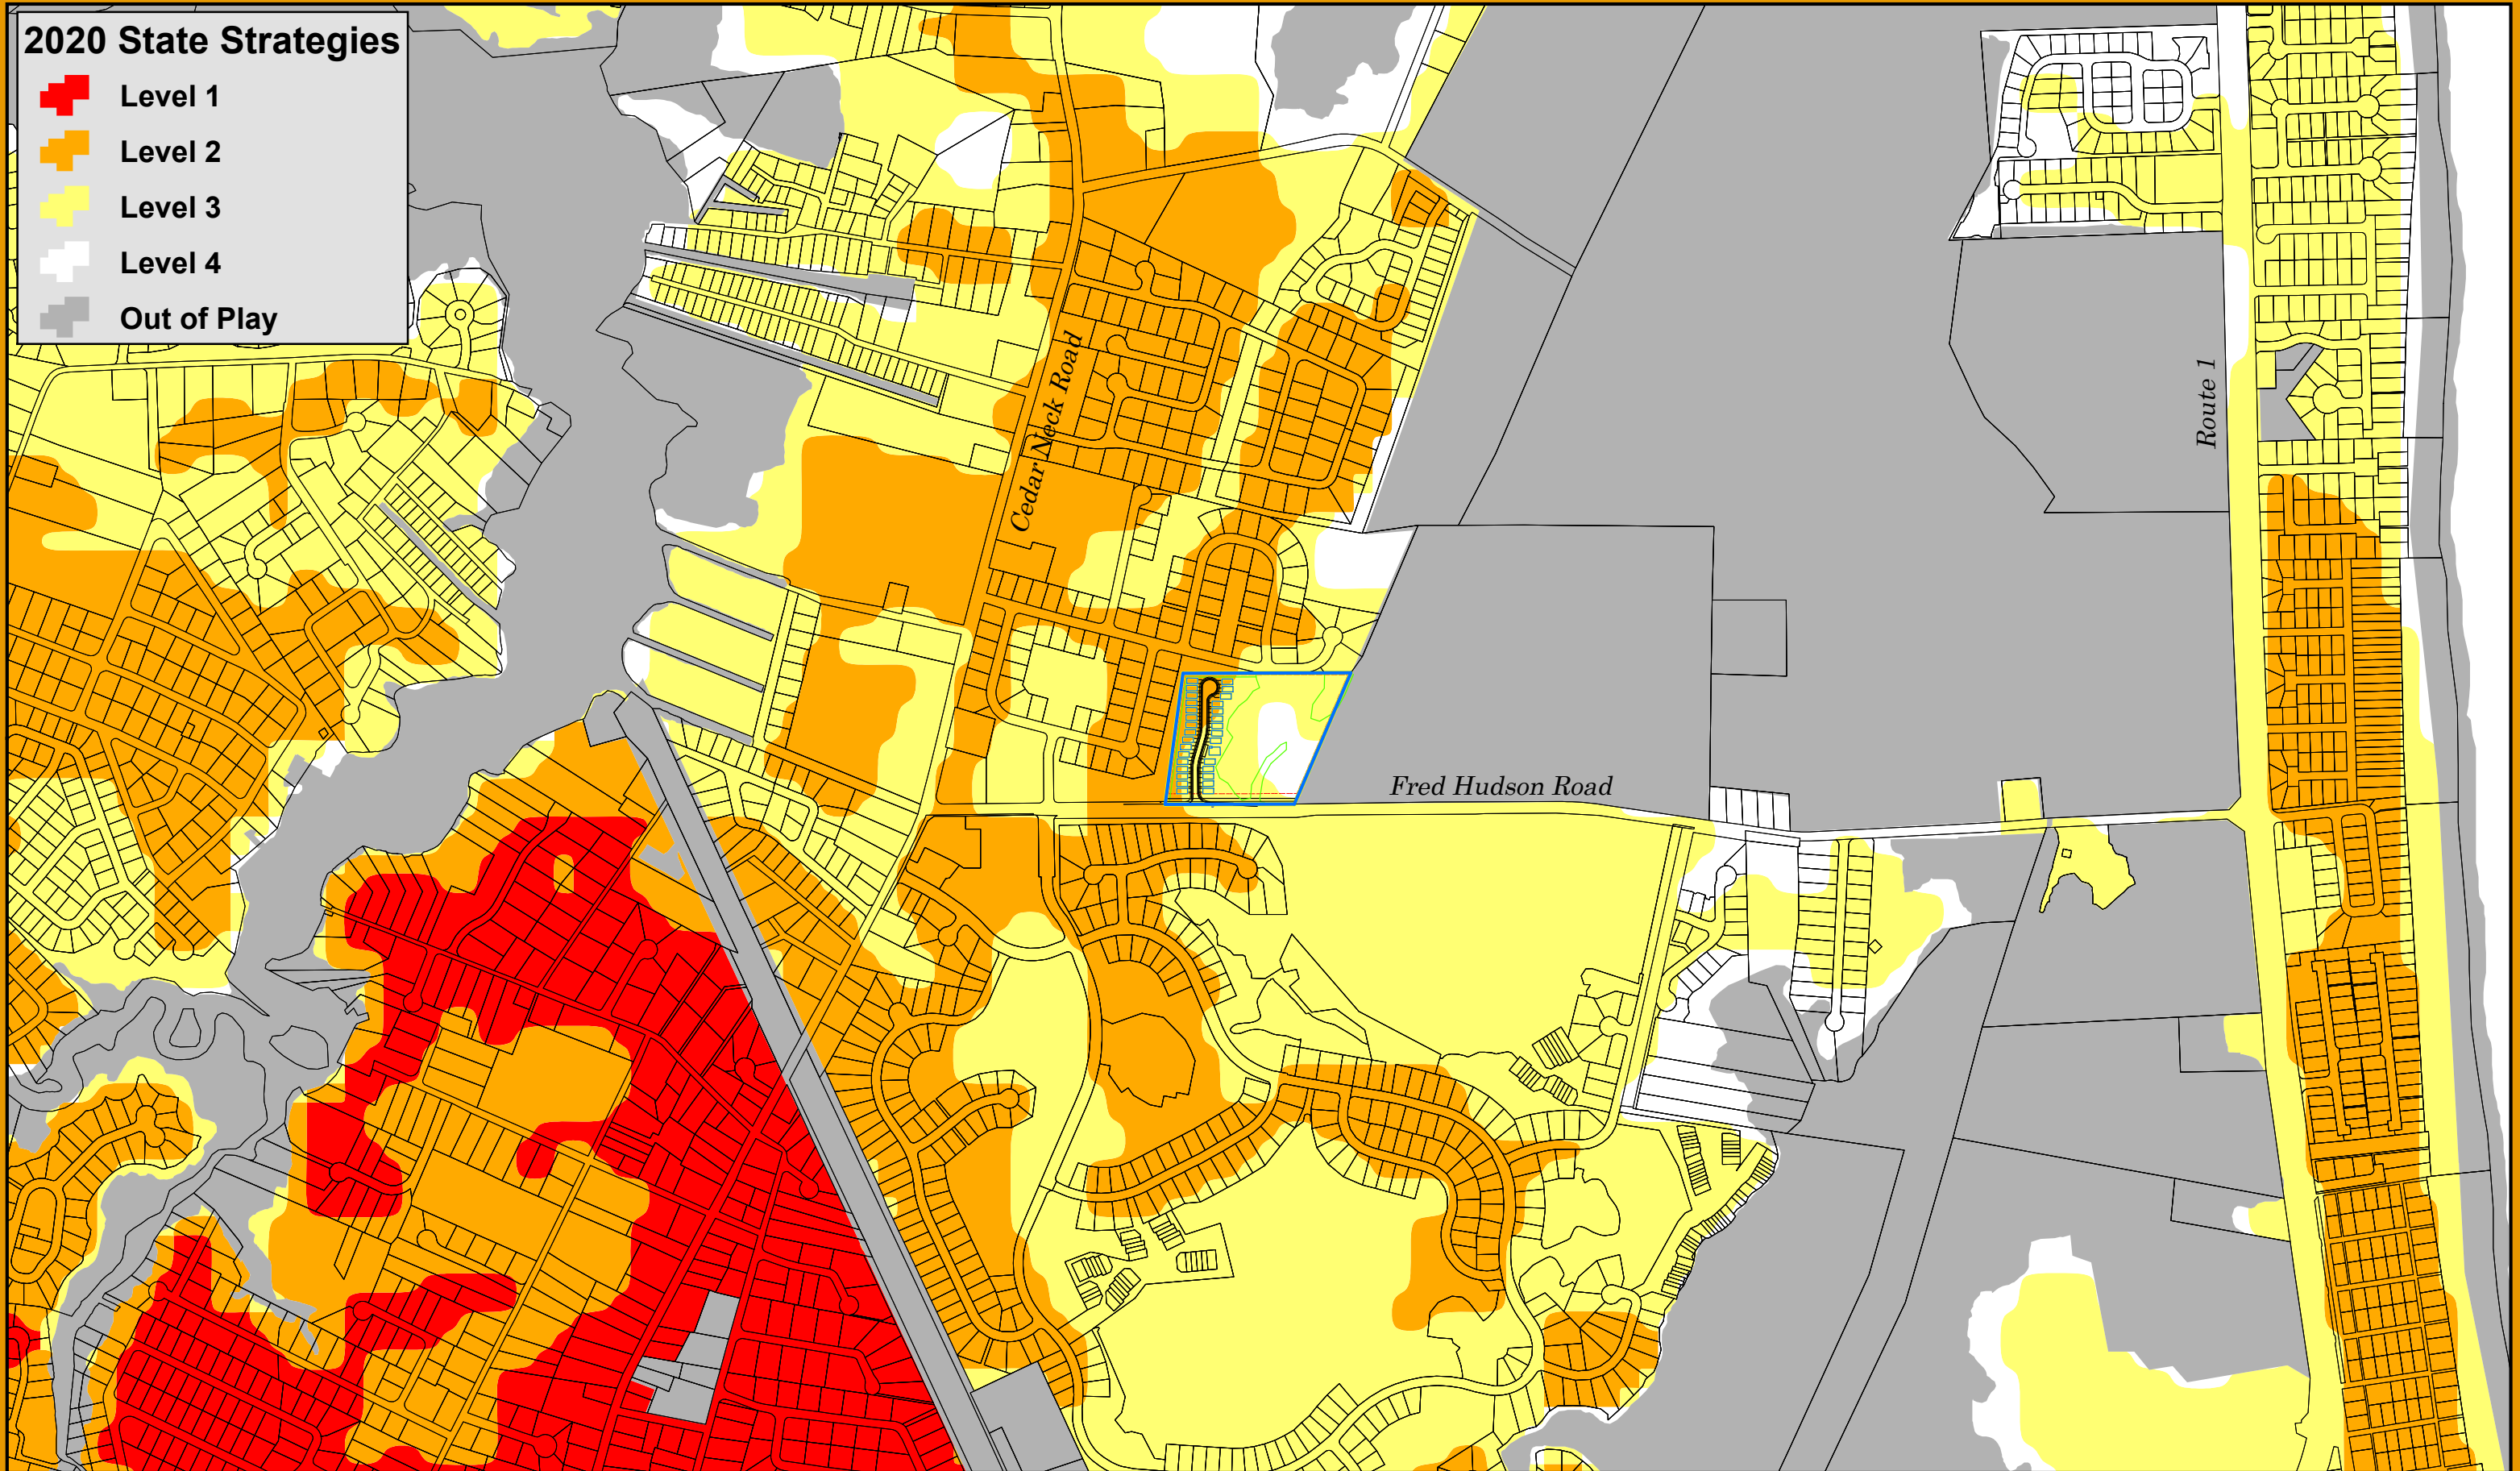 2020 State Strategies
Level 1
Level 2
Level 3
Level 4
Out of Play
Cedar Neck Road
Route 1
Fred Hudson Road